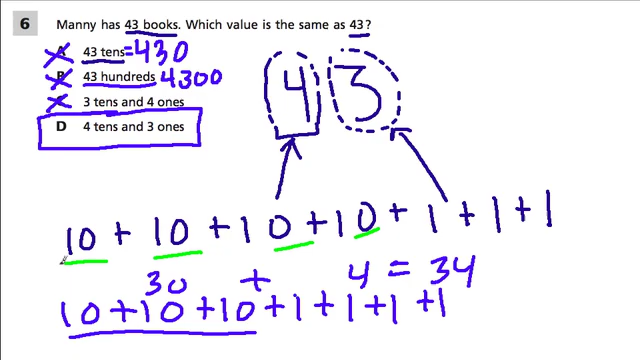 6 Manny has 43 books. Which value is the same as 43?
A 43 tens =430
B 43 hundreds 4300
3 tens and 4 ones
D 4 tens and 3 ones
4 3
10 + 10 + 10 + 10 + 1 + 1 + 1
30 + 4 = 34
10 + 10 + 10 + 1 + 1 + 1 + 1